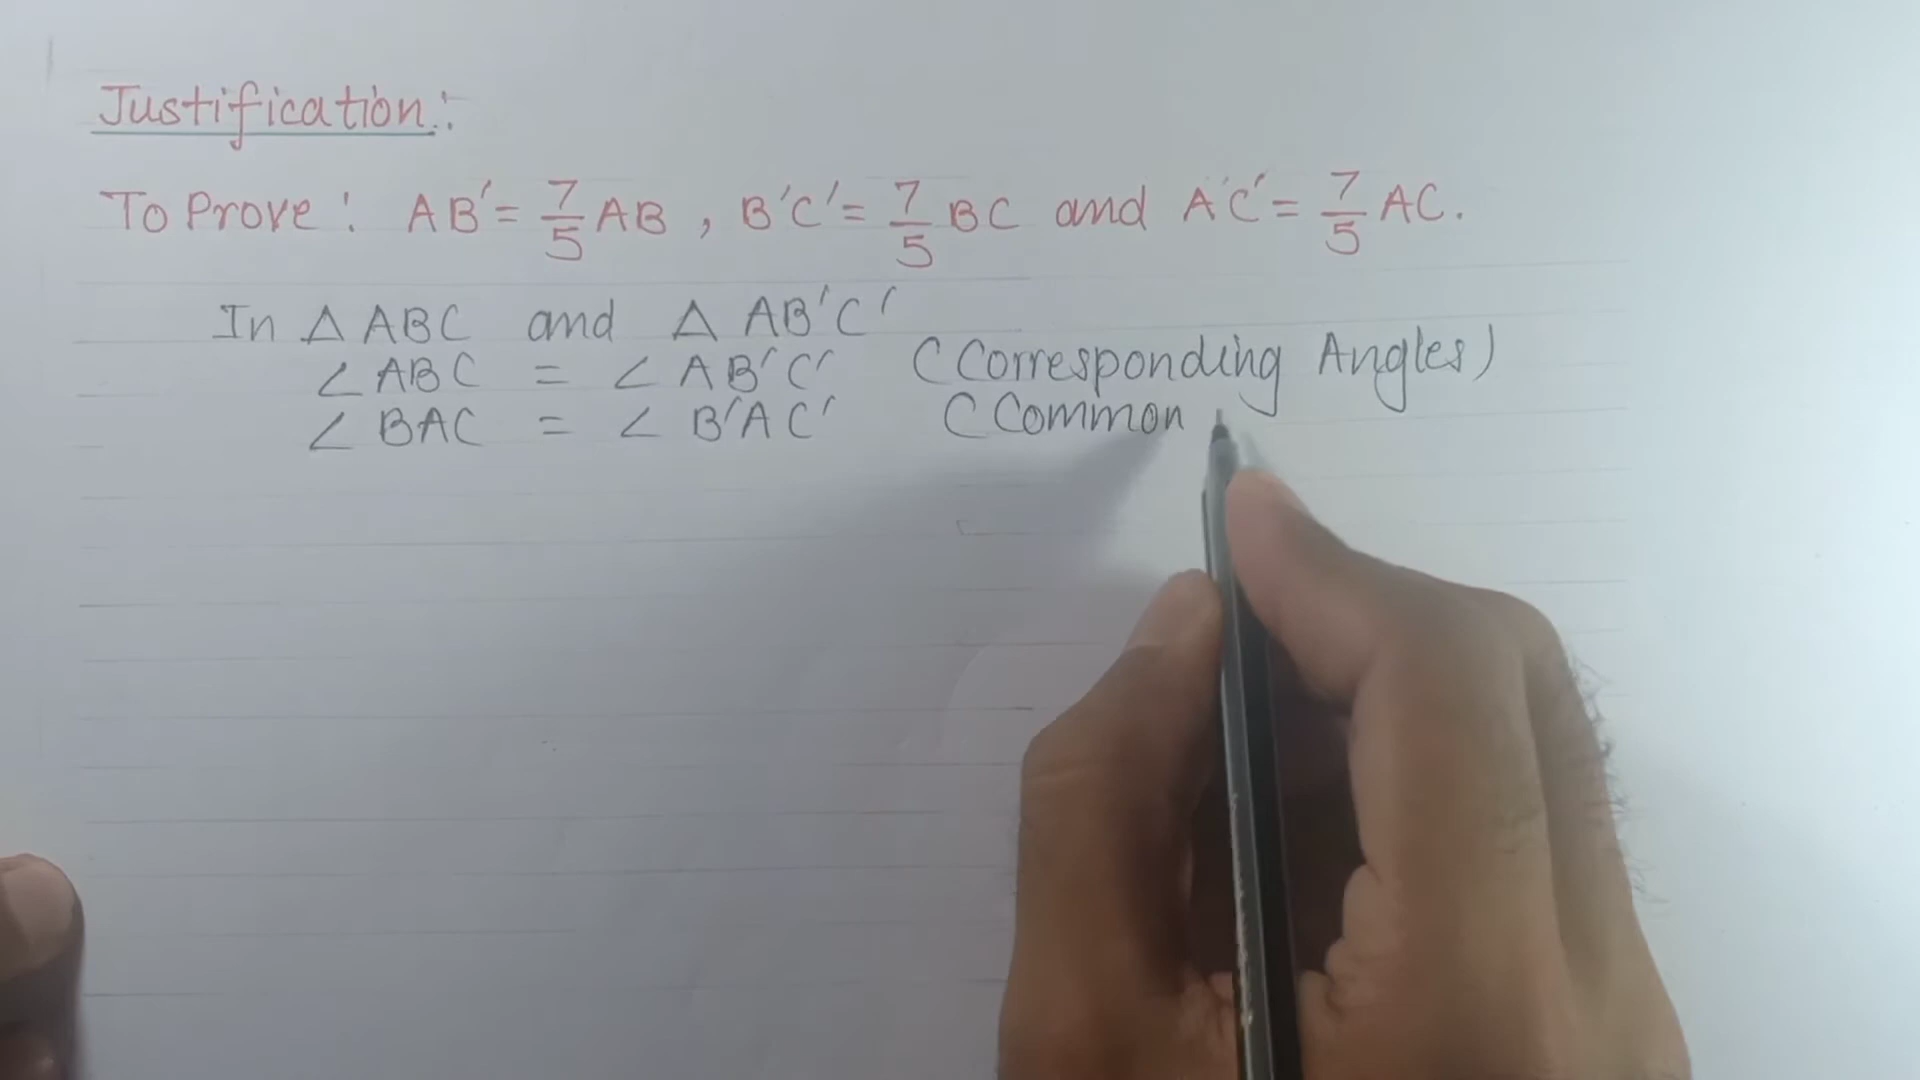 Justification:
To Prove: AB' = 7/5 AB, B'C' = 7/5 BC and A'C' = 7/5 AC.
In △ ABC and △ AB'C'
∠ ABC = ∠ AB'C' (Corresponding Angles)
∠ BAC = ∠ B'AC' (Common